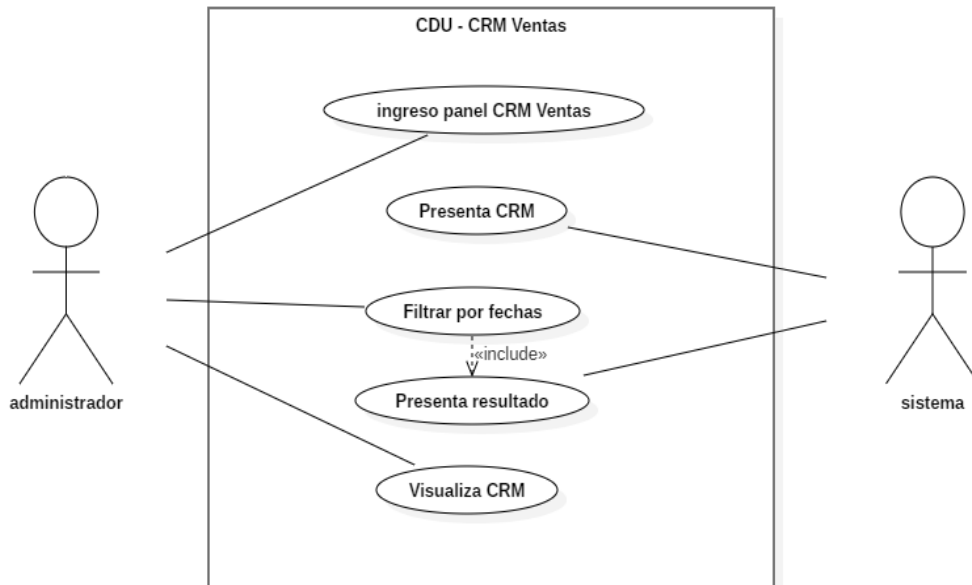 CDU - CRM Ventas
ingreso panel CRM Ventas
Presenta CRM
Filtrar por fechas
«include»
Presenta resultado
administrador
sistema
Visualiza CRM